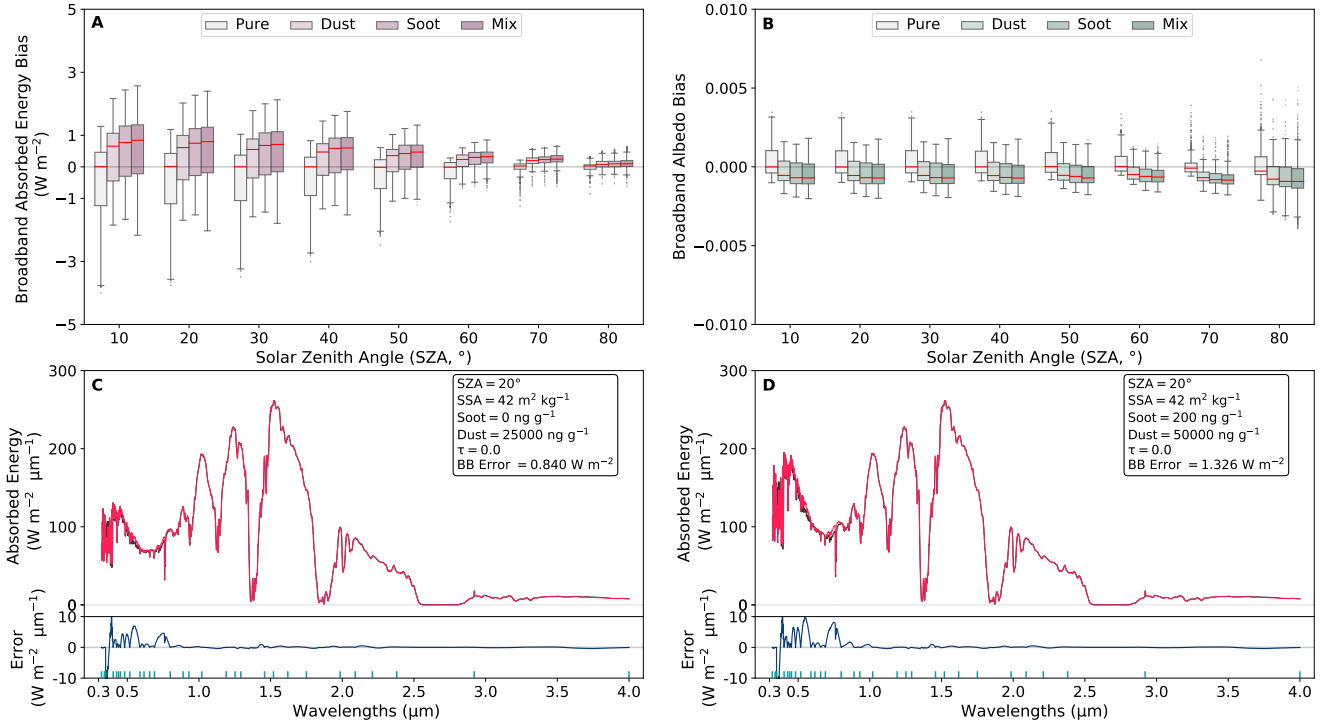 A
Pure Dust Soot Mix
Broadband Absorbed Energy Bias
(W m⁻²)
5
3
1
−1
−3
−5
10 20 30 40 50 60 70 80
Solar Zenith Angle (SZA, °)
B
Pure Dust Soot Mix
Broadband Albedo Bias
0.010
0.005
0.000
−0.005
−0.010
10 20 30 40 50 60 70 80
Solar Zenith Angle (SZA, °)
C
Absorbed Energy
(W m⁻² μm⁻¹)
300
200
100
0
SZA = 20°
SSA = 42 m² kg⁻¹
Soot = 0 ng g⁻¹
Dust = 25000 ng g⁻¹
τ = 0.0
BB Error = 0.840 W m⁻²
Error
(W m⁻² μm⁻¹)
10
0
-10
0.3 0.5 1.0 1.5 2.0 2.5 3.0 3.5 4.0
Wavelengths (μm)
D
Absorbed Energy
(W m⁻² μm⁻¹)
300
200
100
0
SZA = 20°
SSA = 42 m² kg⁻¹
Soot = 200 ng g⁻¹
Dust = 50000 ng g⁻¹
τ = 0.0
BB Error = 1.326 W m⁻²
Error
(W m⁻² μm⁻¹)
10
0
-10
0.3 0.5 1.0 1.5 2.0 2.5 3.0 3.5 4.0
Wavelengths (μm)